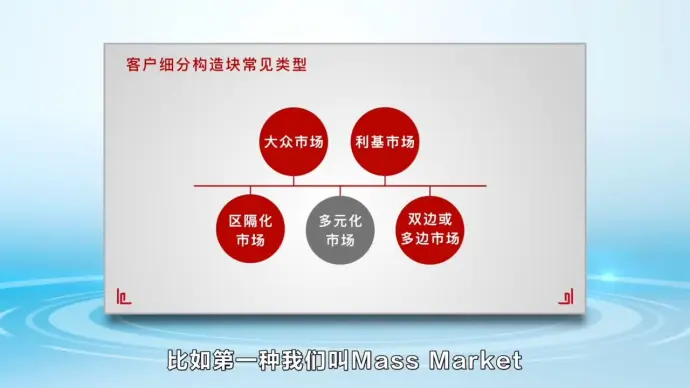 客户细分构造块常见类型
大众市场
利基市场
区隔化
市场
多元化
市场
双边或
多边市场
比如第一种我们叫Mass Market